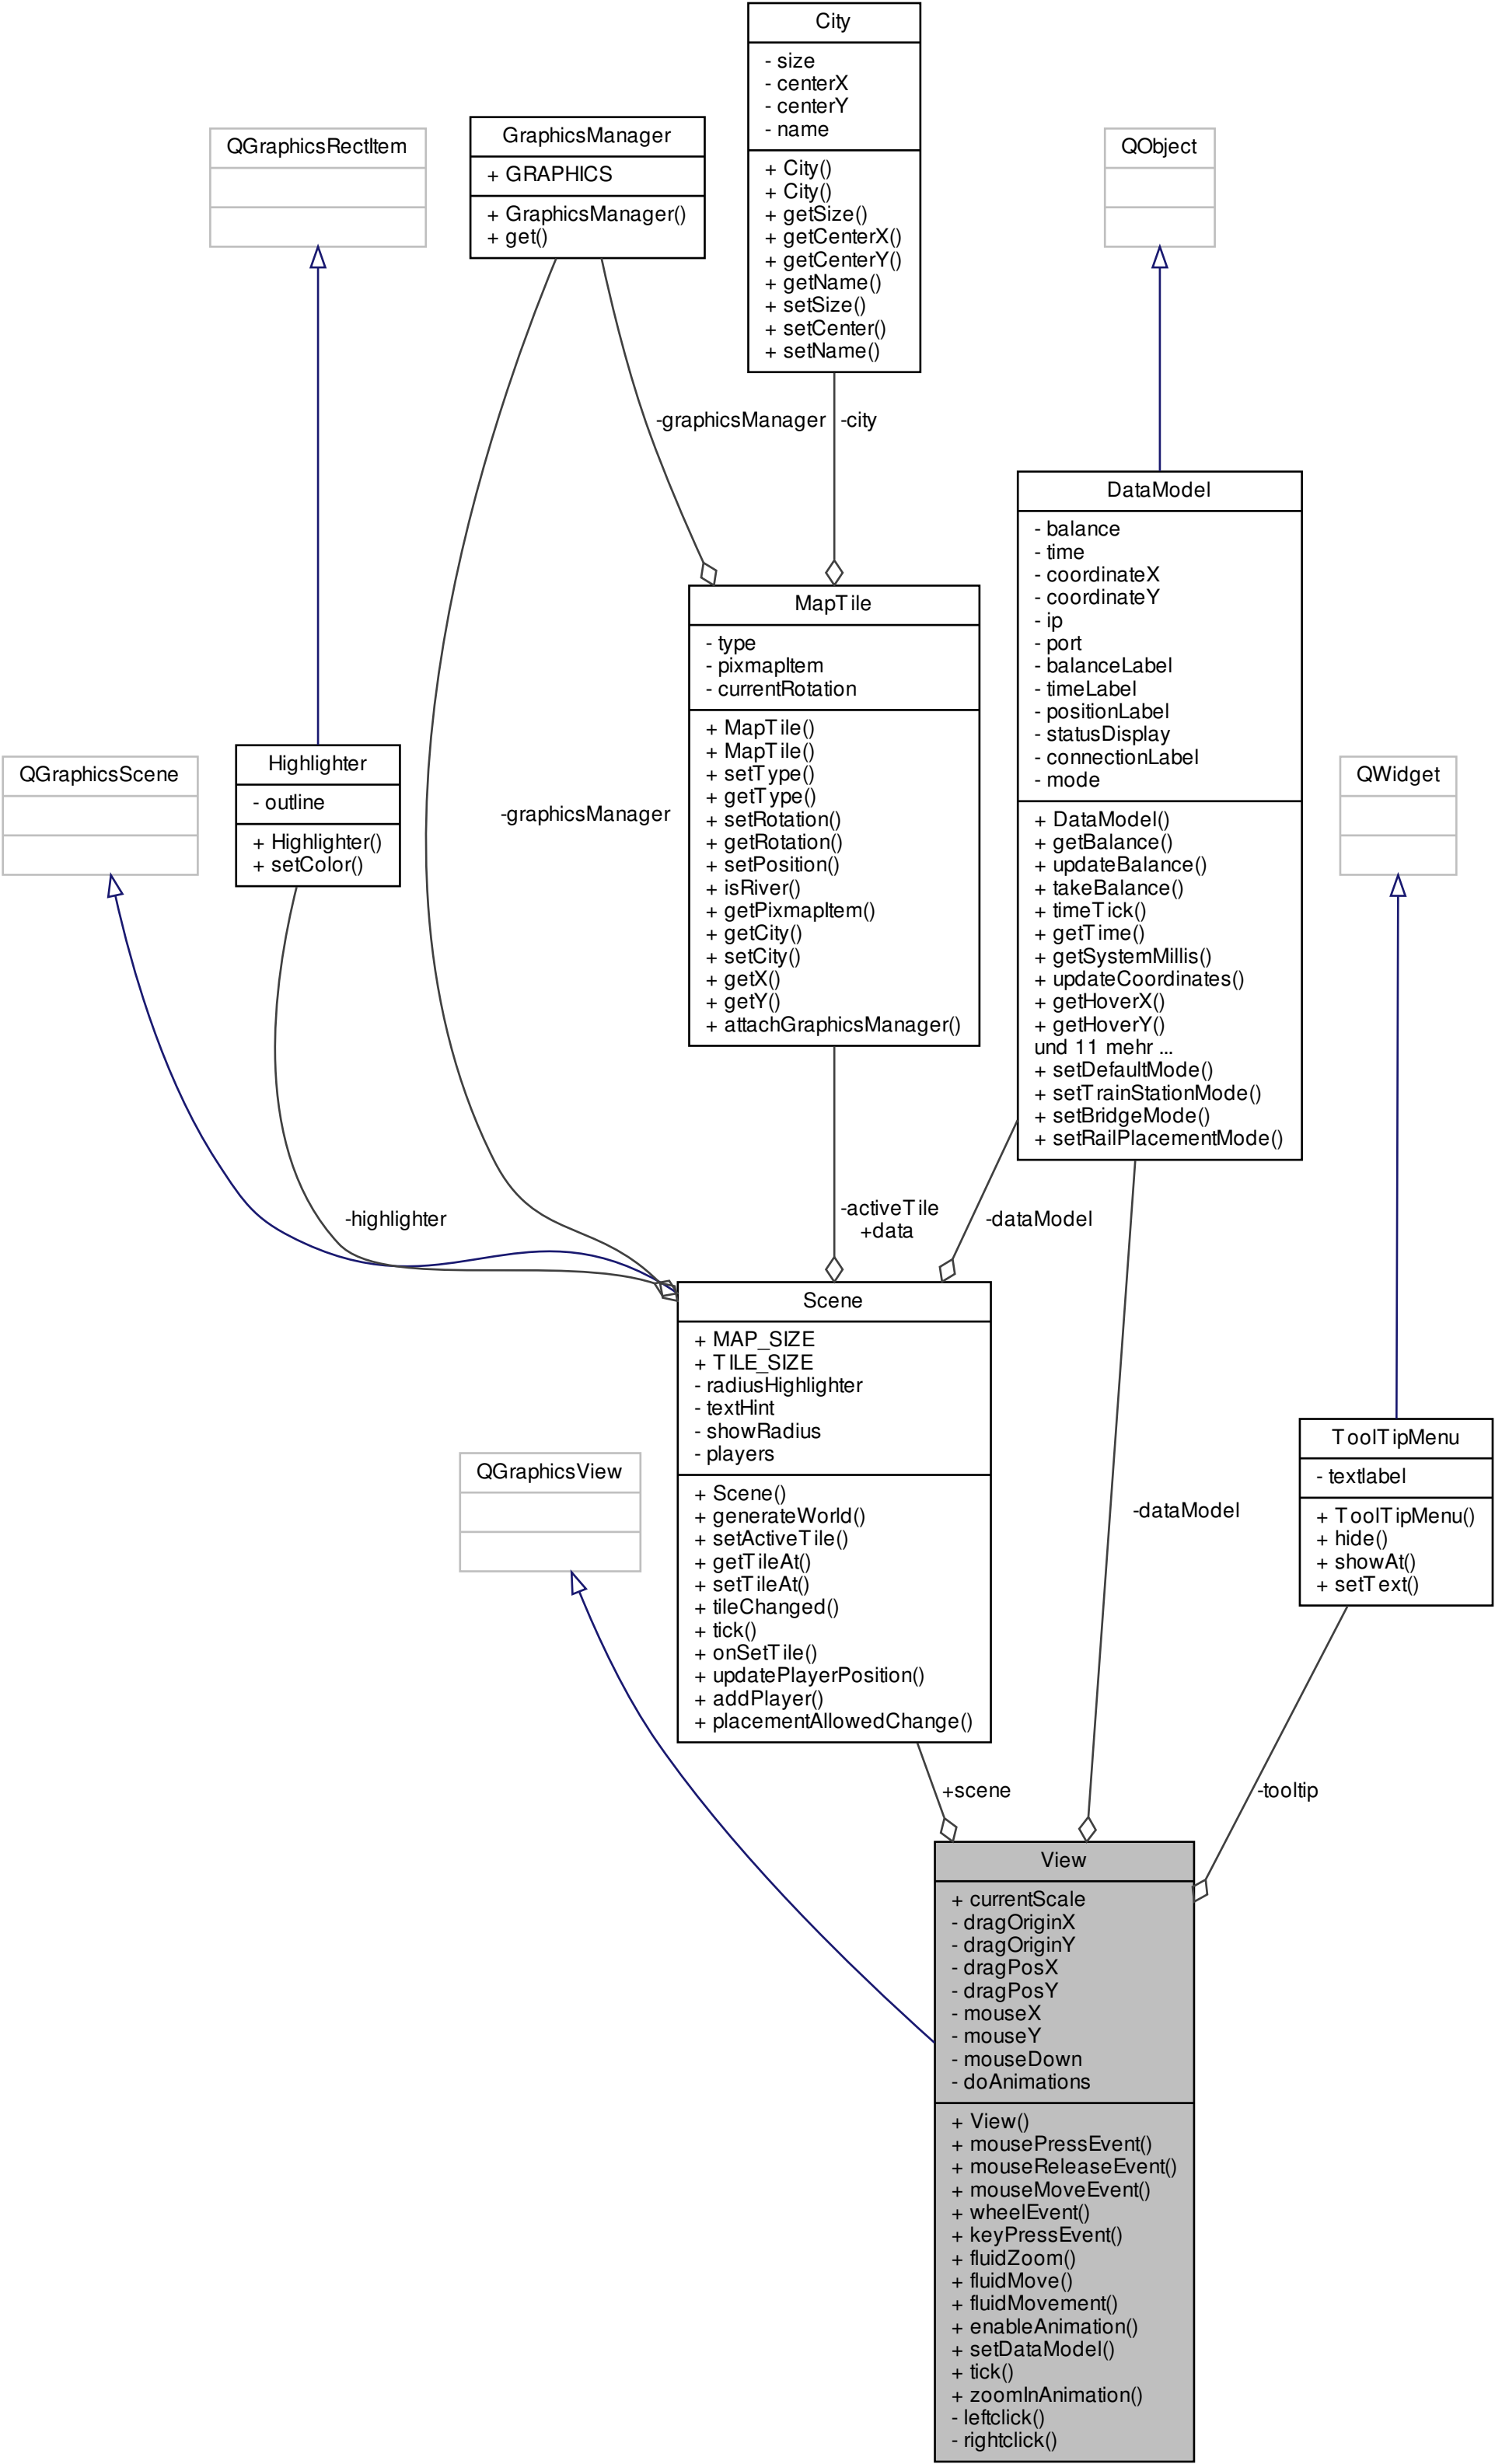 City
- size
- centerX
- centerY
- name
+ City()
+ City()
+ getSize()
+ getCenterX()
+ getCenterY()
+ getName()
+ setSize()
+ setCenter()
+ setName()
GraphicsManager
+ GRAPHICS
+ GraphicsManager()
+ get()
QGraphicsRectItem
QObject
-graphicsManager
-city
DataModel
- balance
- time
- coordinateX
- coordinateY
- ip
- port
- balanceLabel
- timeLabel
- positionLabel
- statusDisplay
- connectionLabel
- mode
+ DataModel()
+ getBalance()
+ updateBalance()
+ takeBalance()
+ timeTick()
+ getTime()
+ getSystemMillis()
+ updateCoordinates()
+ getHoverX()
+ getHoverY()
und 11 mehr ...
+ setDefaultMode()
+ setTrainStationMode()
+ setBridgeMode()
+ setRailPlacementMode()
MapTile
- type
- pixmapItem
- currentRotation
+ MapTile()
+ MapTile()
+ setType()
+ getType()
+ setRotation()
+ getRotation()
+ setPosition()
+ isRiver()
+ getPixmapItem()
+ getCity()
+ setCity()
+ getX()
+ getY()
+ attachGraphicsManager()
QGraphicsScene
Highlighter
- outline
+ Highlighter()
+ setColor()
-graphicsManager
QWidget
-highlighter
-activeTile
+data
-dataModel
Scene
+ MAP_SIZE
+ TILE_SIZE
- radiusHighlighter
- textHint
- showRadius
- players
+ Scene()
+ generateWorld()
+ setActiveTile()
+ getTileAt()
+ setTileAt()
+ tileChanged()
+ tick()
+ onSetTile()
+ updatePlayerPosition()
+ addPlayer()
+ placementAllowedChange()
QGraphicsView
-dataModel
ToolTipMenu
- textlabel
+ ToolTipMenu()
+ hide()
+ showAt()
+ setText()
+scene
-tooltip
View
+ currentScale
- dragOriginX
- dragOriginY
- dragPosX
- dragPosY
- mouseX
- mouseY
- mouseDown
- doAnimations
+ View()
+ mousePressEvent()
+ mouseReleaseEvent()
+ mouseMoveEvent()
+ wheelEvent()
+ keyPressEvent()
+ fluidZoom()
+ fluidMove()
+ fluidMovement()
+ enableAnimation()
+ setDataModel()
+ tick()
+ zoomInAnimation()
- leftclick()
- rightclick()